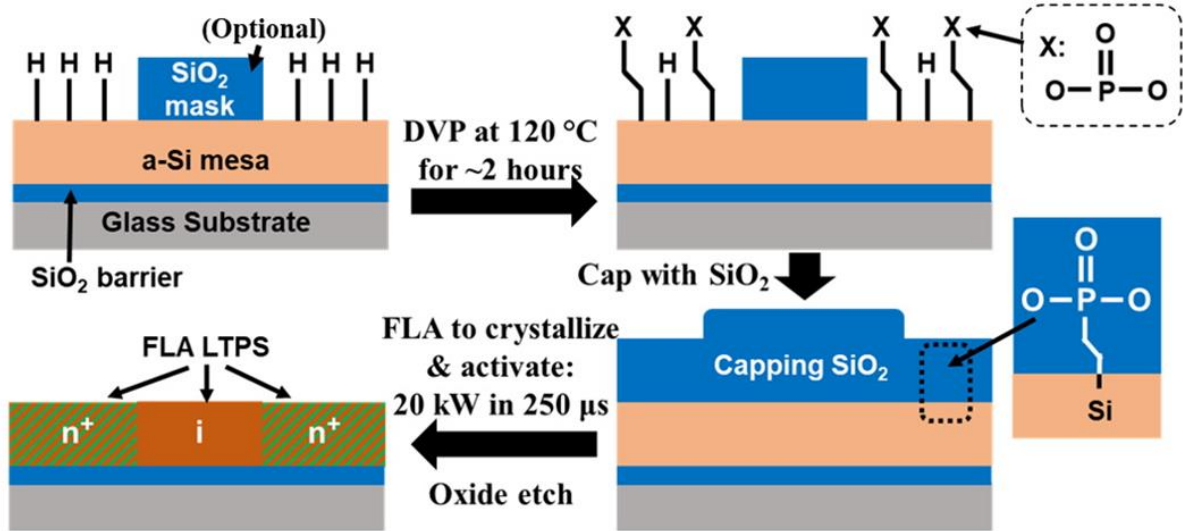 (Optional)
H H H
SiO₂
mask
H H H
a-Si mesa
Glass Substrate
SiO₂ barrier
DVP at 120 °C
for ~2 hours
X
H
X
X
H
X
X:
O
O P O
Cap with SiO₂
Capping SiO₂
O
O P O
Si
FLA to crystallize
& activate:
20 kW in 250 µs
Oxide etch
FLA LTPS
n⁺ i n⁺